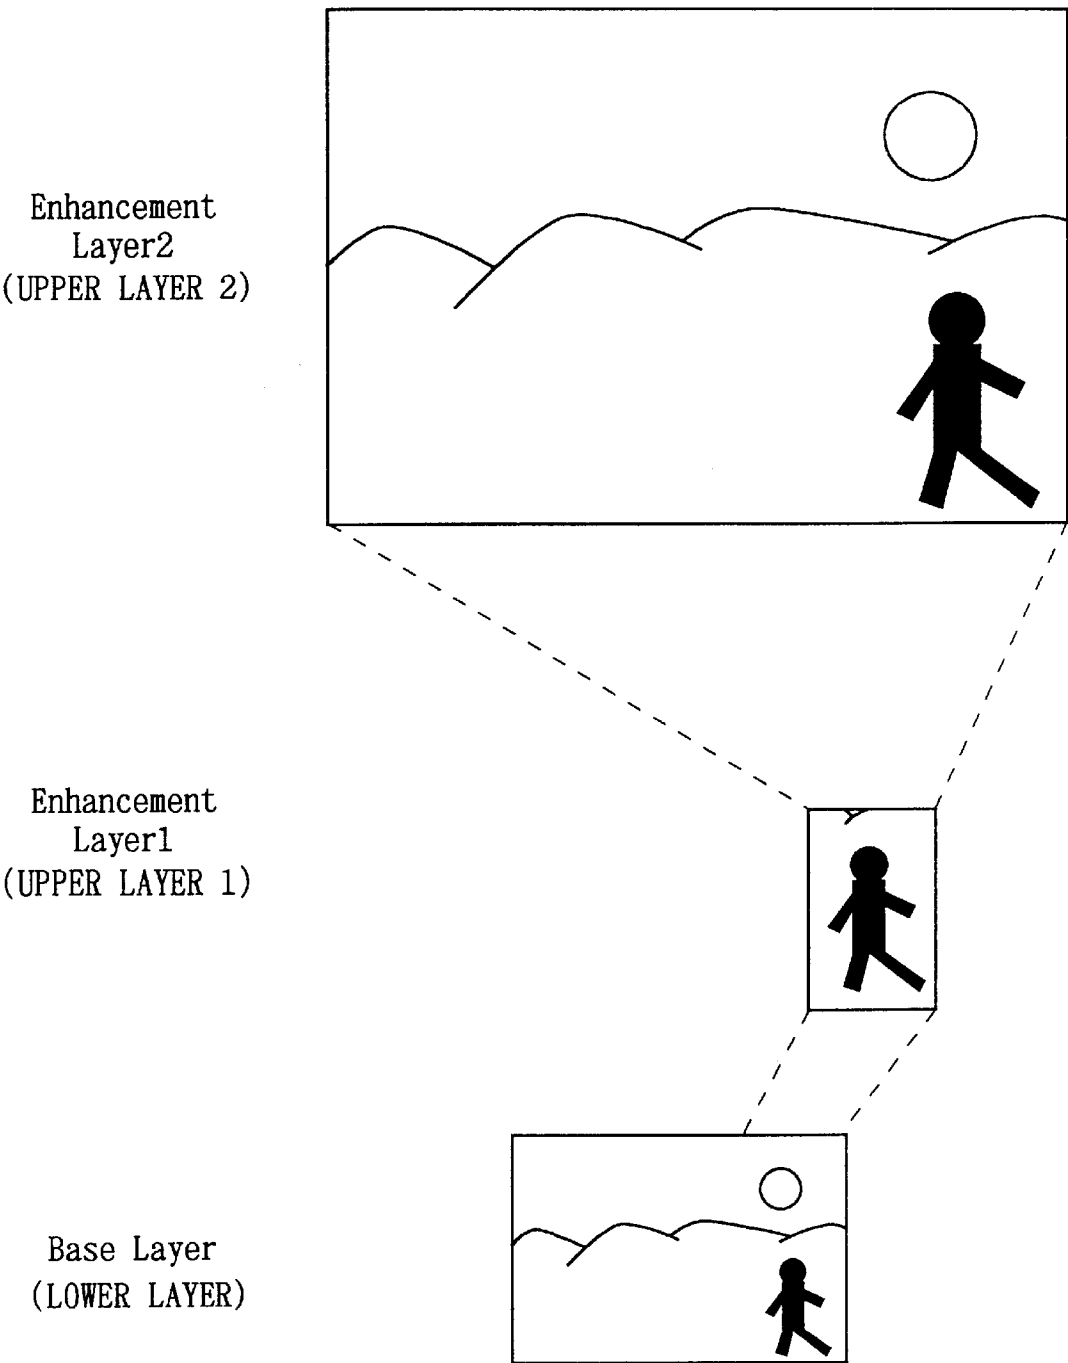 Enhancement
Layer2
(UPPER LAYER 2)
Enhancement
Layer1
(UPPER LAYER 1)
Base Layer
(LOWER LAYER)